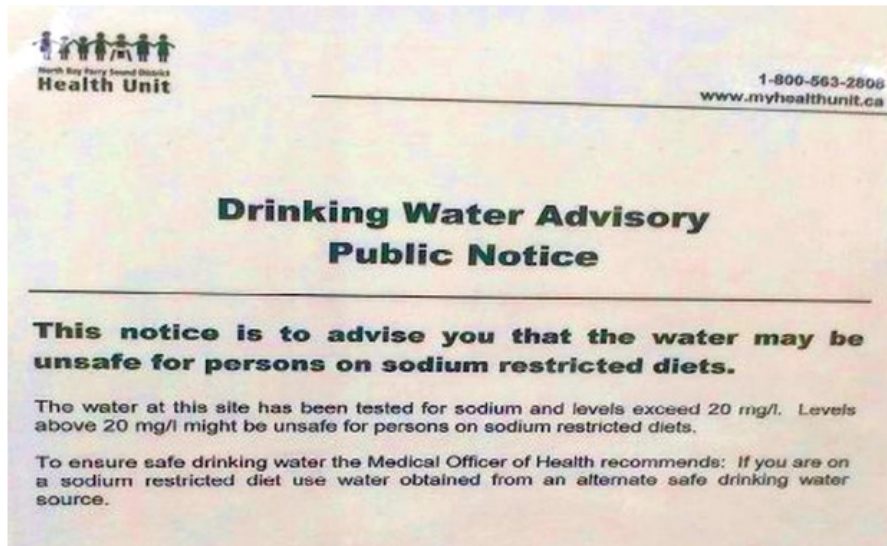 North Bay Parry Sound District
Health Unit
1-800-563-2808
www.myhealthunit.ca
Drinking Water Advisory
Public Notice
This notice is to advise you that the water may be
unsafe for persons on sodium restricted diets.
The water at this site has been tested for sodium and levels exceed 20 mg/l. Levels
above 20 mg/l might be unsafe for persons on sodium restricted diets.
To ensure safe drinking water the Medical Officer of Health recommends: If you are on
a sodium restricted diet use water obtained from an alternate safe drinking water
source.